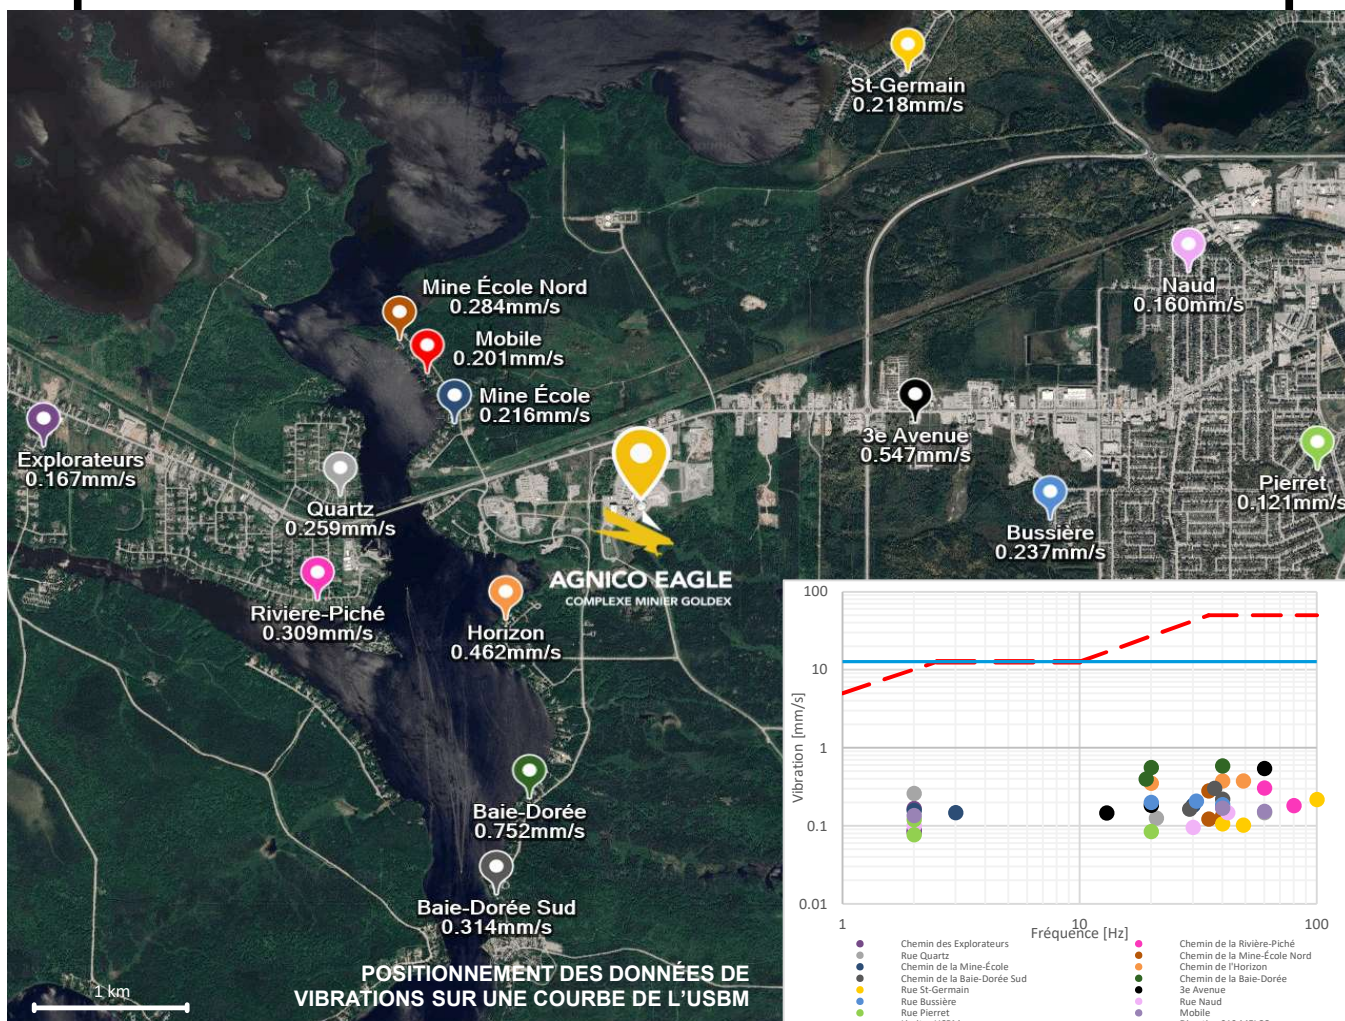 St-Germain
0.218mm/s
Naud
0.160mm/s
Mine École Nord
0.284mm/s
Mobile
0.201mm/s
Mine École
0.216mm/s
3e Avenue
0.547mm/s
Explorateurs
0.167mm/s
Pierret
0.121mm/s
Quartz
0.259mm/s
Bussière
0.237mm/s
AGNICO EAGLE
COMPLEXE MINIER GOLDEX
Riviere-Piché
0.309mm/s
Horizon
0.462mm/s
Baie-Dorée
0.752mm/s
Baie-Dorée Sud
0.314mm/s
POSITIONNEMENT DES DONNÉES DE
VIBRATIONS SUR UNE COURBE DE L'USBM
1 km
100
10
1
0.1
0.01
Vibration [mm/s]
1 10 100
Fréquence [Hz]
Chemin des Explorateurs
Chemin de la Rivière-Piché
Rue Quartz
Chemin de la Mine-École Nord
Chemin de la Mine-École
Chemin de l'Horizon
Chemin de la Baie-Dorée Sud
Chemin de la Baie-Dorée
Rue St-Germain
3e Avenue
Rue Bussière
Rue Naud
Rue Pierret
Mobile